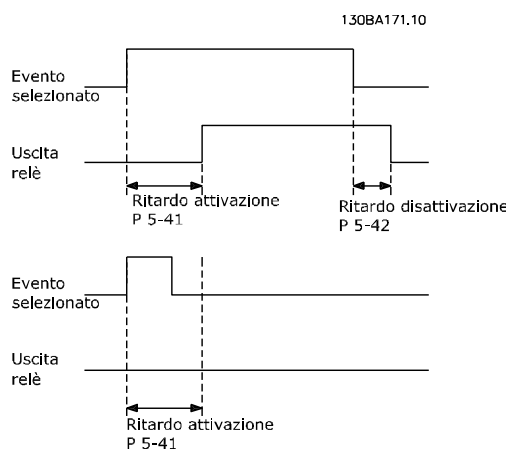 130BA171.10
Evento
selezionato
Uscita
relè
Ritardo attivazione
P 5-41
Ritardo disattivazione
P 5-42
Evento
selezionato
Uscita
relè
Ritardo attivazione
P 5-41